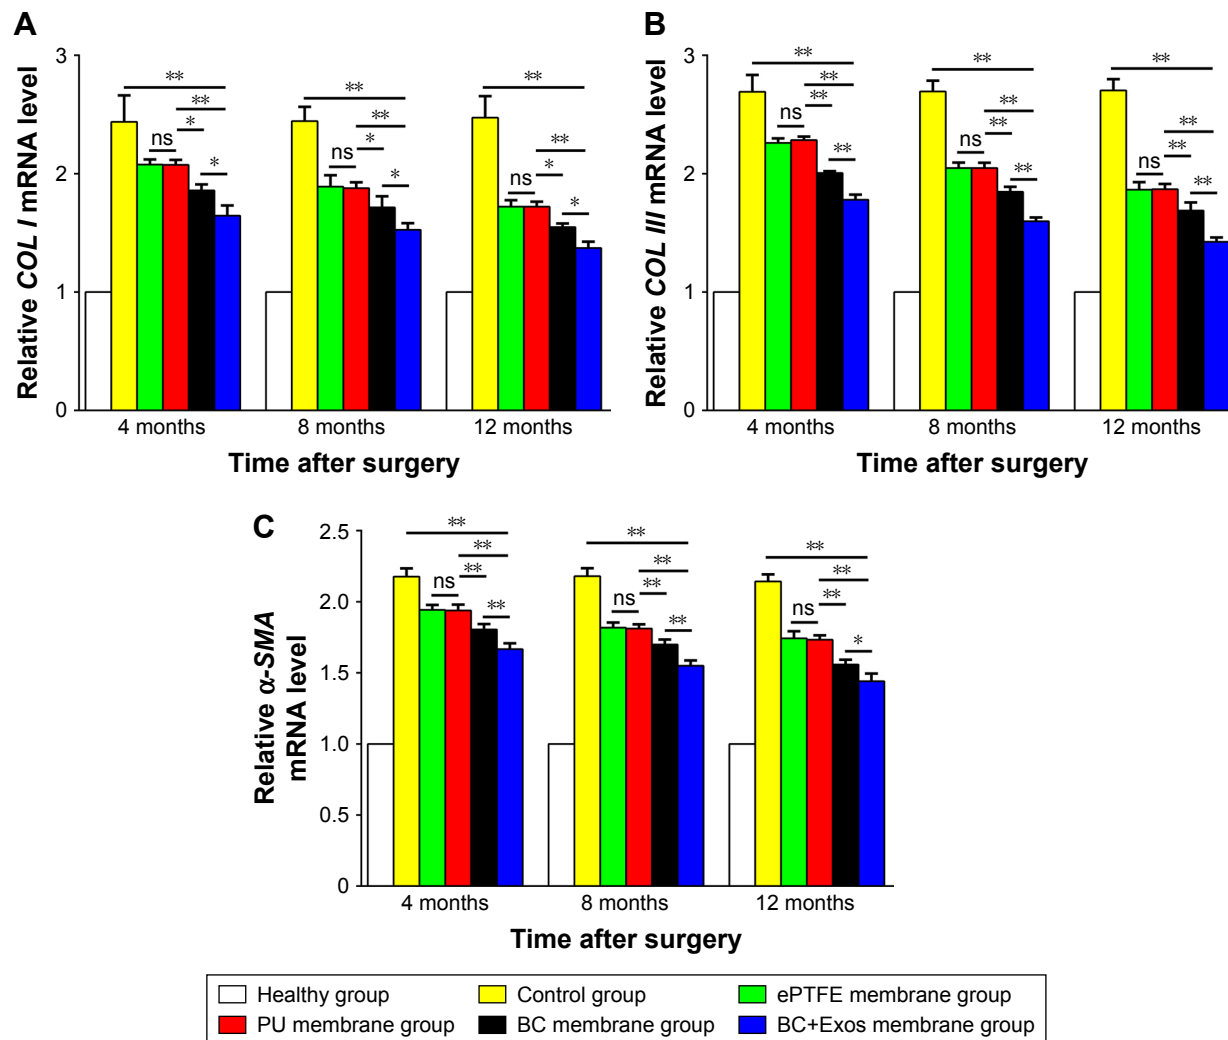 A
Relative COL I mRNA level
3
2
1
0
** ** ** 
** ** **
* * *
ns ns ns
* * *
4 months 8 months 12 months
Time after surgery
B
Relative COL III mRNA level
3
2
1
0
** ** **
** ** **
** ** **
ns ns ns
** ** **
4 months 8 months 12 months
Time after surgery
C
Relative α-SMA
mRNA level
2.5
2.0
1.5
1.0
0.5
0
** ** **
** ** **
** ** **
ns ns ns
** ** *
4 months 8 months 12 months
Time after surgery
Healthy group Control group ePTFE membrane group
PU membrane group BC membrane group BC+Exos membrane group